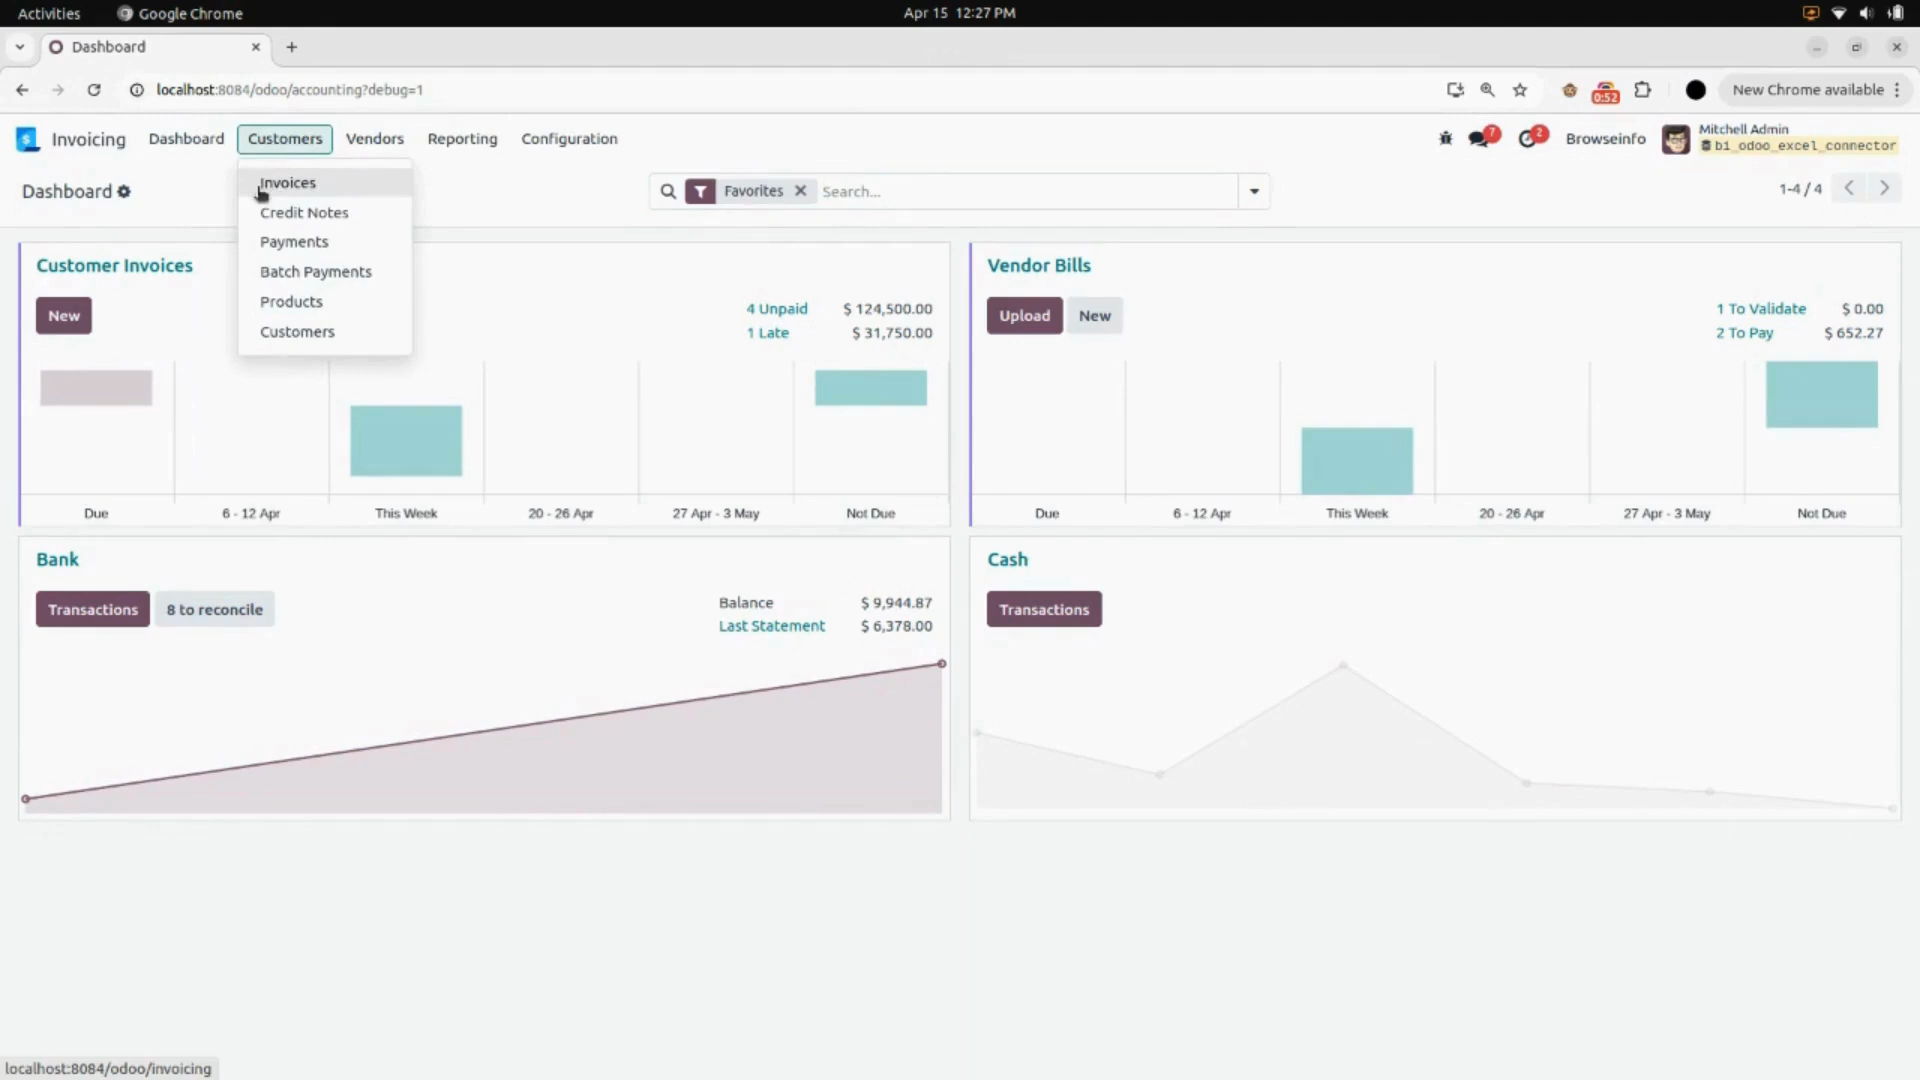 Activities Google Chrome Apr 15 12:27 PM
Dashboard
localhost:8084/odoo/accounting?debug=1 0:52 New Chrome available
Invoicing Dashboard Customers Vendors Reporting Configuration 7 2 Browseinfo Mitchell Admin
bi_odoo_excel_connector
Dashboard Favorites Search... 1-4 / 4
Invoices
Credit Notes
Payments
Batch Payments
Products
Customers
Customer Invoices
New
4 Unpaid $ 124,500.00
1 Late $ 31,750.00
Due 6 - 12 Apr This Week 20 - 26 Apr 27 Apr - 3 May Not Due
Vendor Bills
Upload New
1 To Validate $ 0.00
2 To Pay $ 652.27
Due 6 - 12 Apr This Week 20 - 26 Apr 27 Apr - 3 May Not Due
Bank
Transactions 8 to reconcile
Balance $ 9,944.87
Last Statement $ 6,378.00
Cash
Transactions
localhost:8084/odoo/invoicing